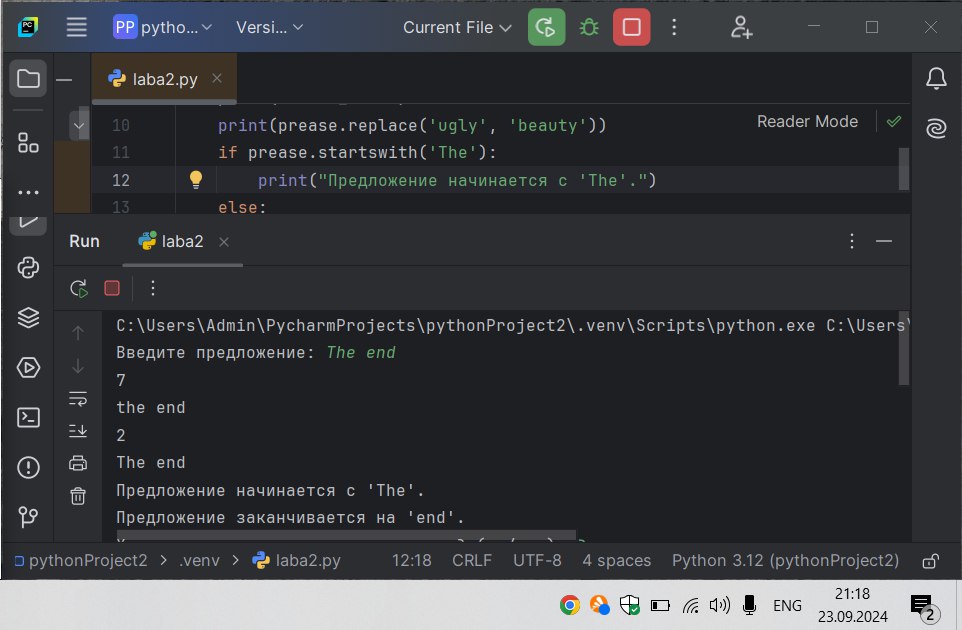 PP pytho... Versi... Current File
laba2.py
10 print(prease.replace('ugly', 'beauty'))
Reader Mode
11 if prease.startswith('The'):
12 print("Предложение начинается с 'The'.")
13 else:
Run laba2
C:\Users\Admin\PycharmProjects\pythonProject2\.venv\Scripts\python.exe C:\Users\
Введите предложение: The end
7
the end
2
The end
Предложение начинается с 'The'.
Предложение заканчивается на 'end'.
pythonProject2 > .venv > laba2.py 12:18 CRLF UTF-8 4 spaces Python 3.12 (pythonProject2)
ENG
21:18
23.09.2024
2